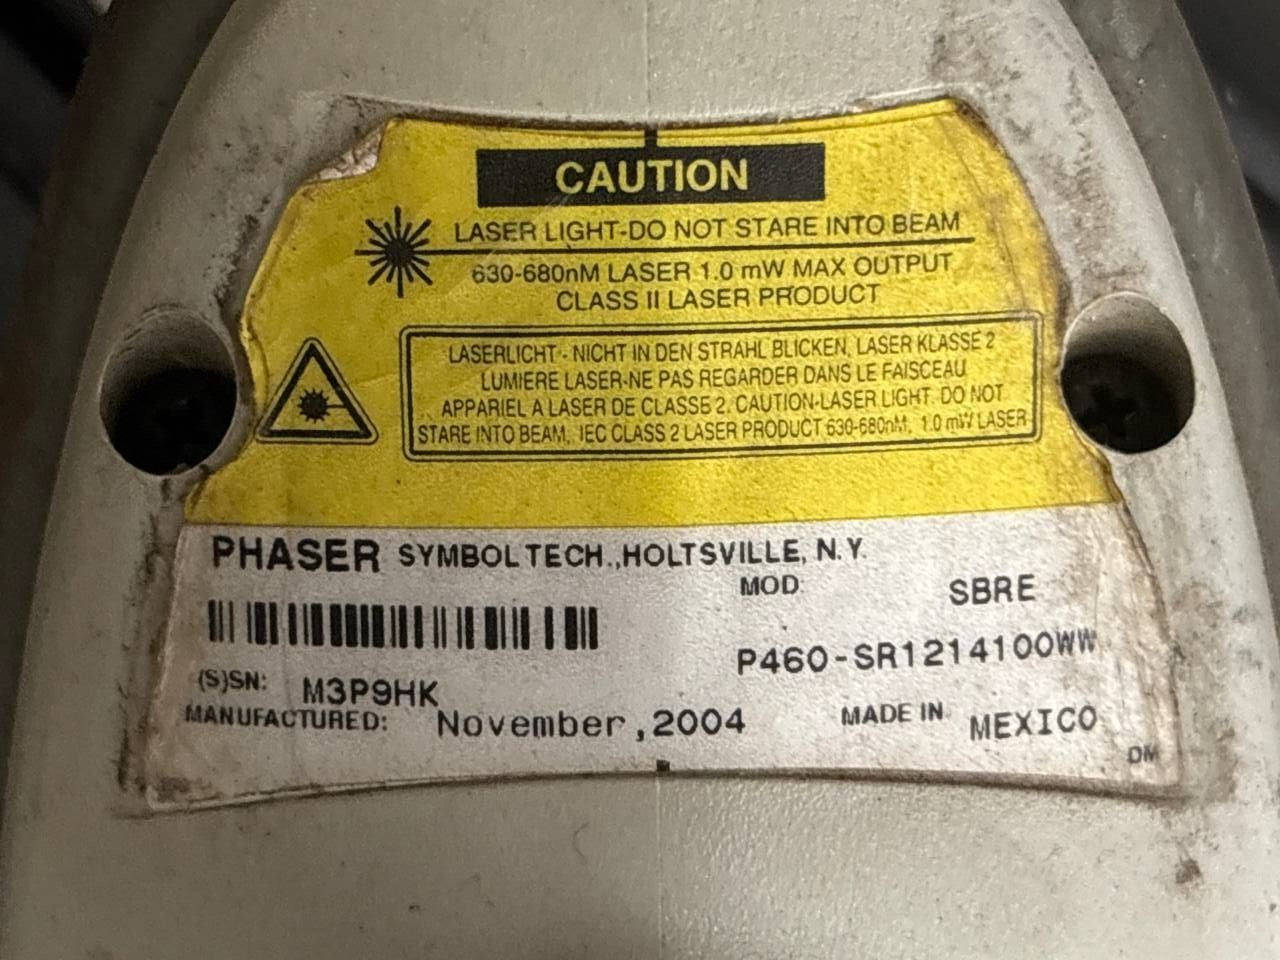 CAUTION
LASER LIGHT-DO NOT STARE INTO BEAM
630-680nM LASER 1.0 mW MAX OUTPUT
CLASS II LASER PRODUCT
LASERLICHT - NICHT IN DEN STRAHL BLICKEN, LASER KLASSE 2
LUMIERE LASER-NE PAS REGARDER DANS LE FAISCEAU
APPARIEL A LASER DE CLASSE 2. CAUTION-LASER LIGHT. DO NOT
STARE INTO BEAM, IEC CLASS 2 LASER PRODUCT 630-680nM, 1.0 mW LASER
PHASER SYMBOL TECH.,HOLTSVILLE, N.Y.
MOD SBRE
P460-SR1214100WW
(S)SN: M3P9HK
MANUFACTURED: November,2004 MADE IN MEXICO
DM